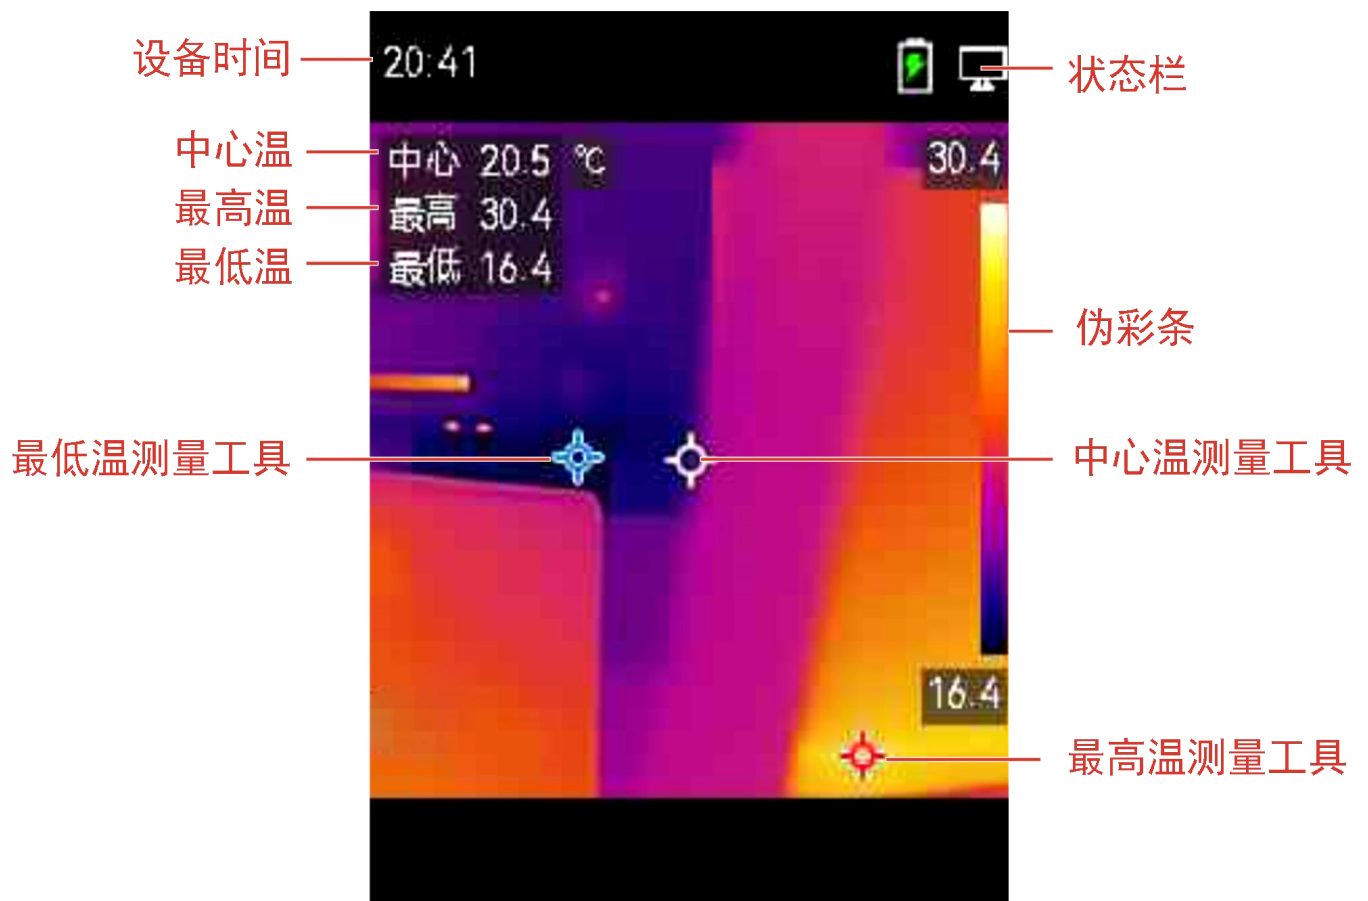 设备时间
20:41
状态栏
中心温
中心 20.5 ℃
30.4
最高温
最高 30.4
最低温
最低 16.4
伪彩条
最低温测量工具
中心温测量工具
16.4
最高温测量工具